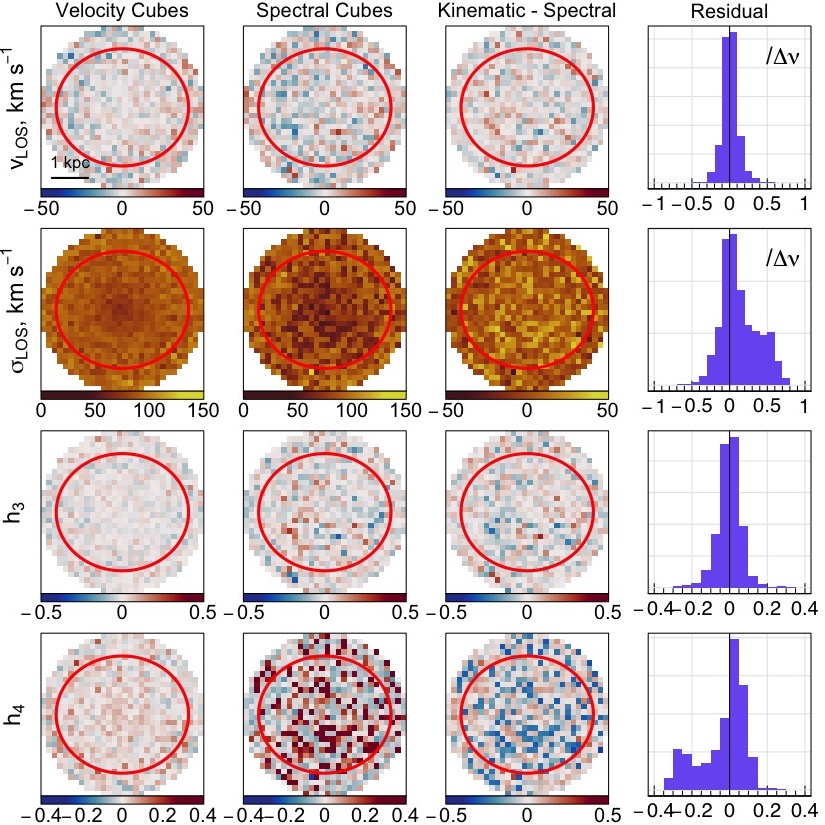 Velocity Cubes Spectral Cubes Kinematic - Spectral Residual
v_LOS, km s⁻¹
1 kpc
/Δν
−50 0 50 −50 0 50 −50 0 50 −1 −0.5 0 0.5 1
σ_LOS, km s⁻¹
/Δν
0 50 100 150 0 50 100 150 −50 0 50 −1 −0.5 0 0.5 1
h₃
−0.5 0 0.5 −0.5 0 0.5 −0.5 0 0.5 −0.4 −0.2 0 0.2 0.4
h₄
−0.4 −0.2 0 0.2 0.4 −0.4 −0.2 0 0.2 0.4 −0.5 0 0.5 −0.4 −0.2 0 0.2 0.4